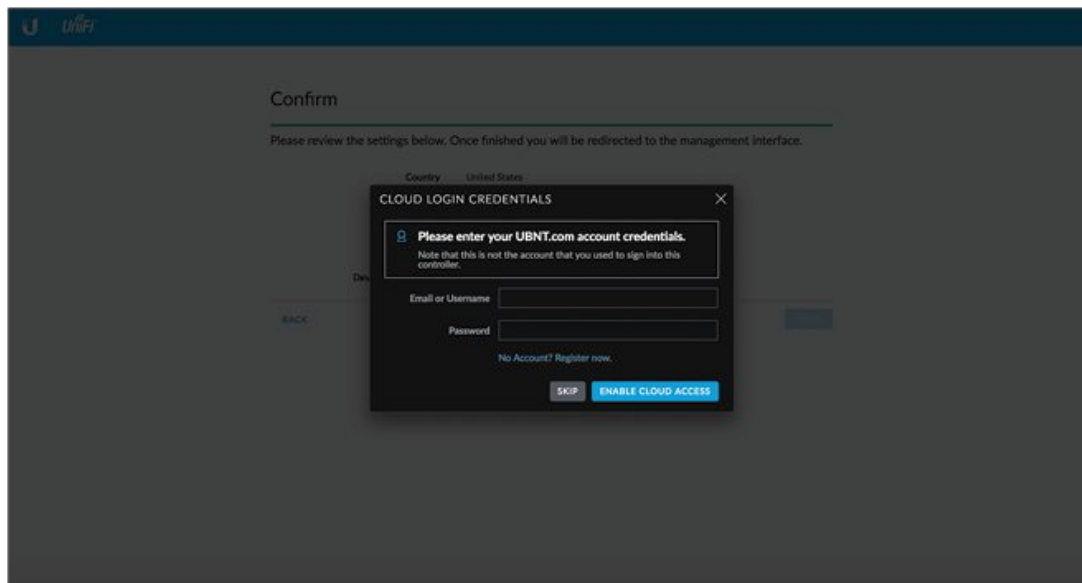 UniFi
Confirm
Please review the settings below. Once finished you will be redirected to the management interface.
Country United States
CLOUD LOGIN CREDENTIALS
Please enter your UBNT.com account credentials.
Note that this is not the account that you used to sign into this
controller.
Email or Username
Password
BACK
No Account? Register now.
SKIP ENABLE CLOUD ACCESS